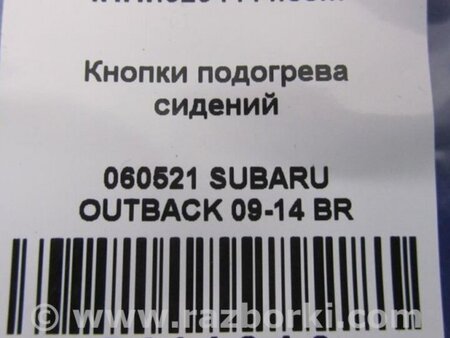 Кнопки подогрева
сидений
060521 SUBARU
OUTBACK 09-14 BR
© www.razborki.com